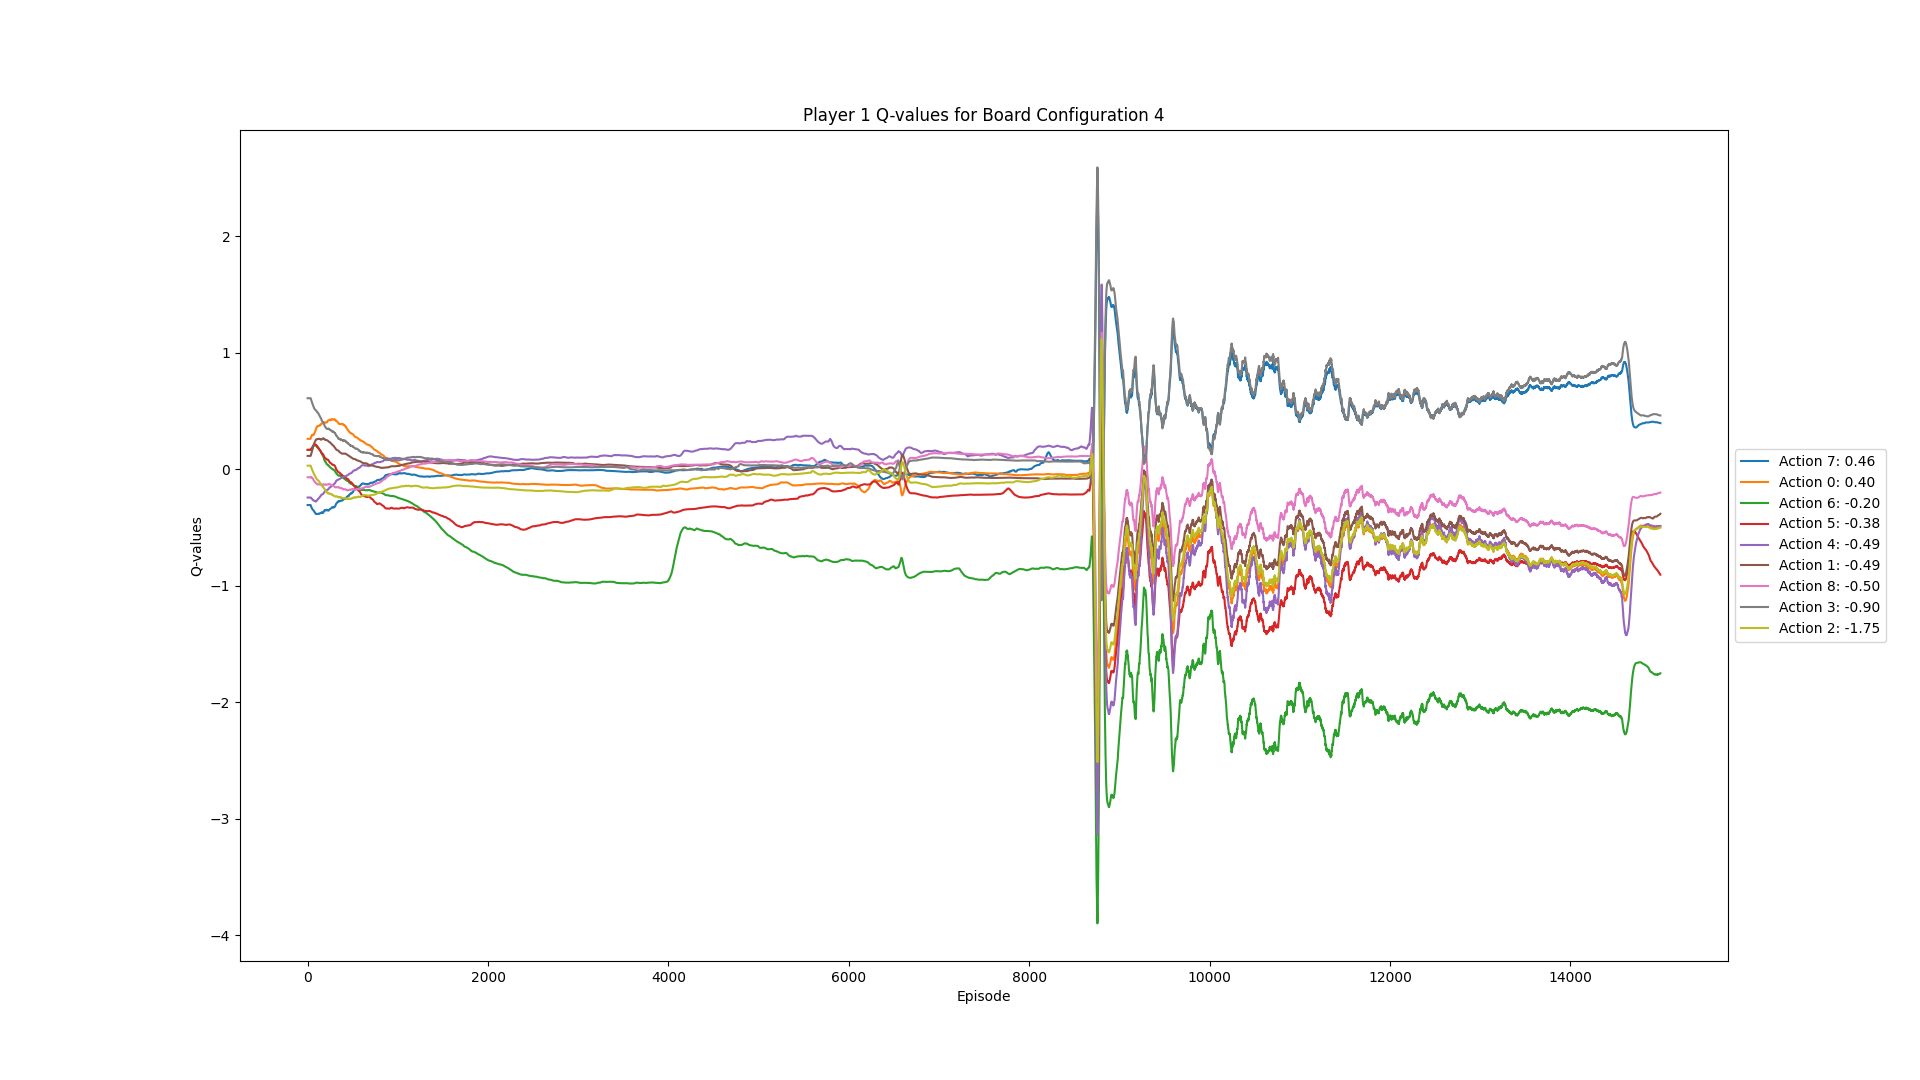 Player 1 Q-values for Board Configuration 4
Q-values
2
1
0
−1
−2
−3
−4
0 2000 4000 6000 8000 10000 12000 14000
Episode
Action 7: 0.46
Action 0: 0.40
Action 6: -0.20
Action 5: -0.38
Action 4: -0.49
Action 1: -0.49
Action 8: -0.50
Action 3: -0.90
Action 2: -1.75